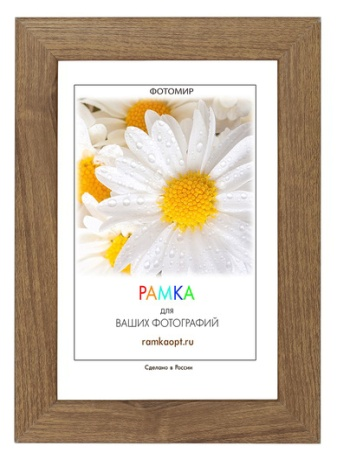 ФОТОМИР
РАМКА
для
ВАШИХ ФОТОГРАФИЙ
ramkaopt.ru
Сделано в России